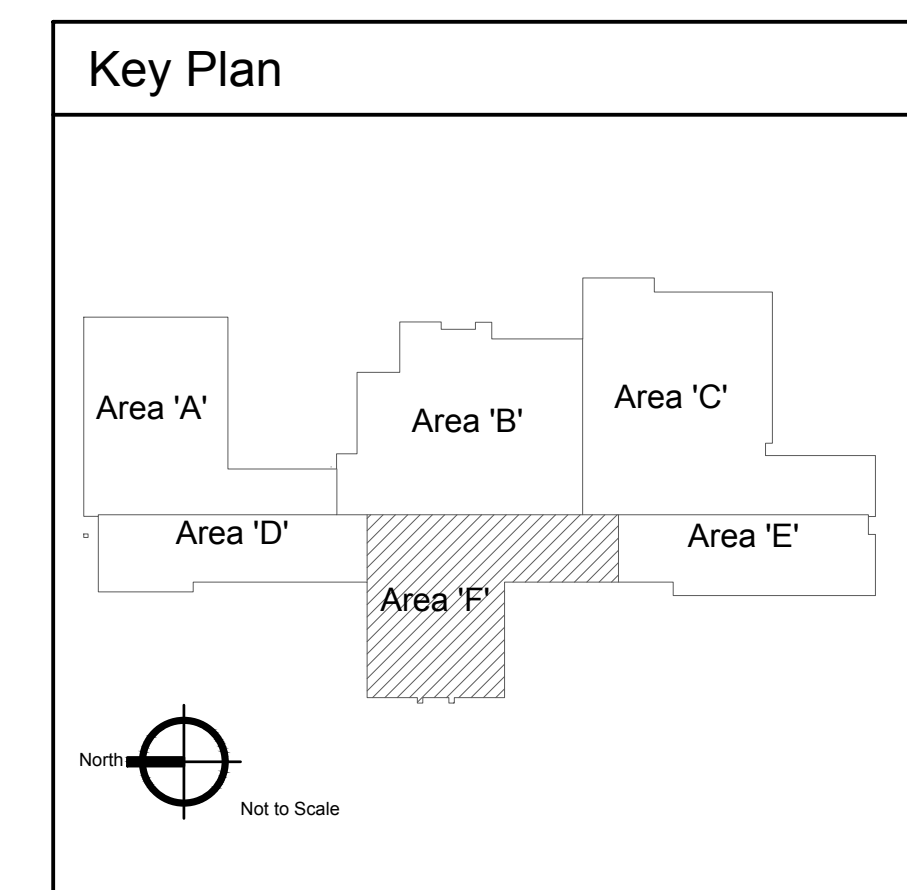 Key Plan
Area 'A'
Area 'B'
Area 'C'
Area 'D'
Area 'E'
Area 'F'
North
Not to Scale